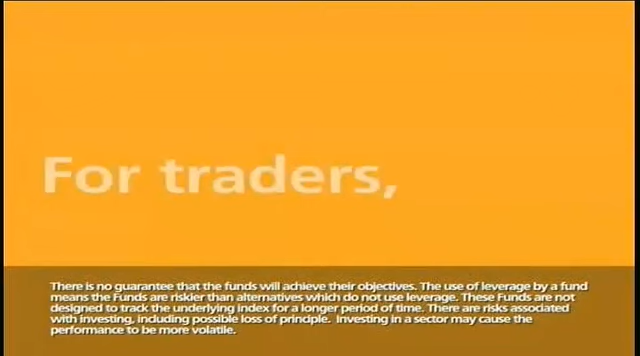 For traders,
There is no guarantee that the funds will achieve their objectives. The use of leverage by a fund
means the Funds are riskier than alternatives which do not use leverage. These Funds are not
designed to track the underlying index for a longer period of time. There are risks associated
with investing, including possible loss of principle. Investing in a sector may cause the
performance to be more volatile.